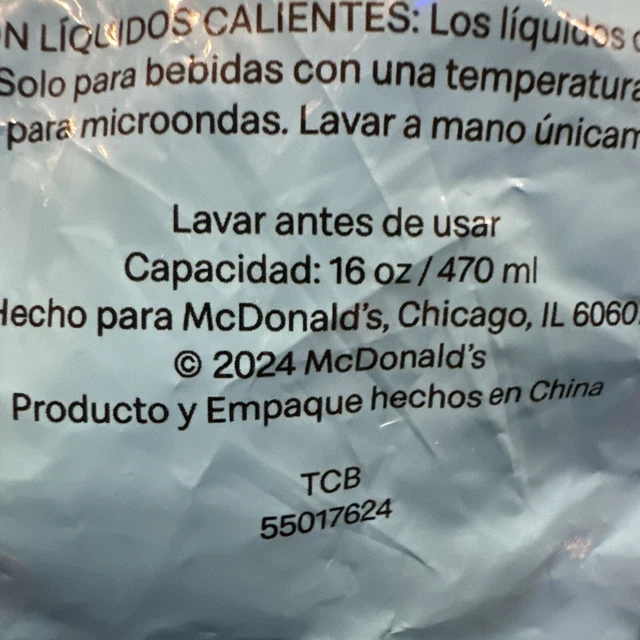 N LÍQUIDOS CALIENTES: Los líquidos
Solo para bebidas con una temperatura
para microondas. Lavar a mano únicam
Lavar antes de usar
Capacidad: 16 oz / 470 ml
Hecho para McDonald's, Chicago, IL 6060
© 2024 McDonald's
Producto y Empaque hechos en China
TCB
55017624